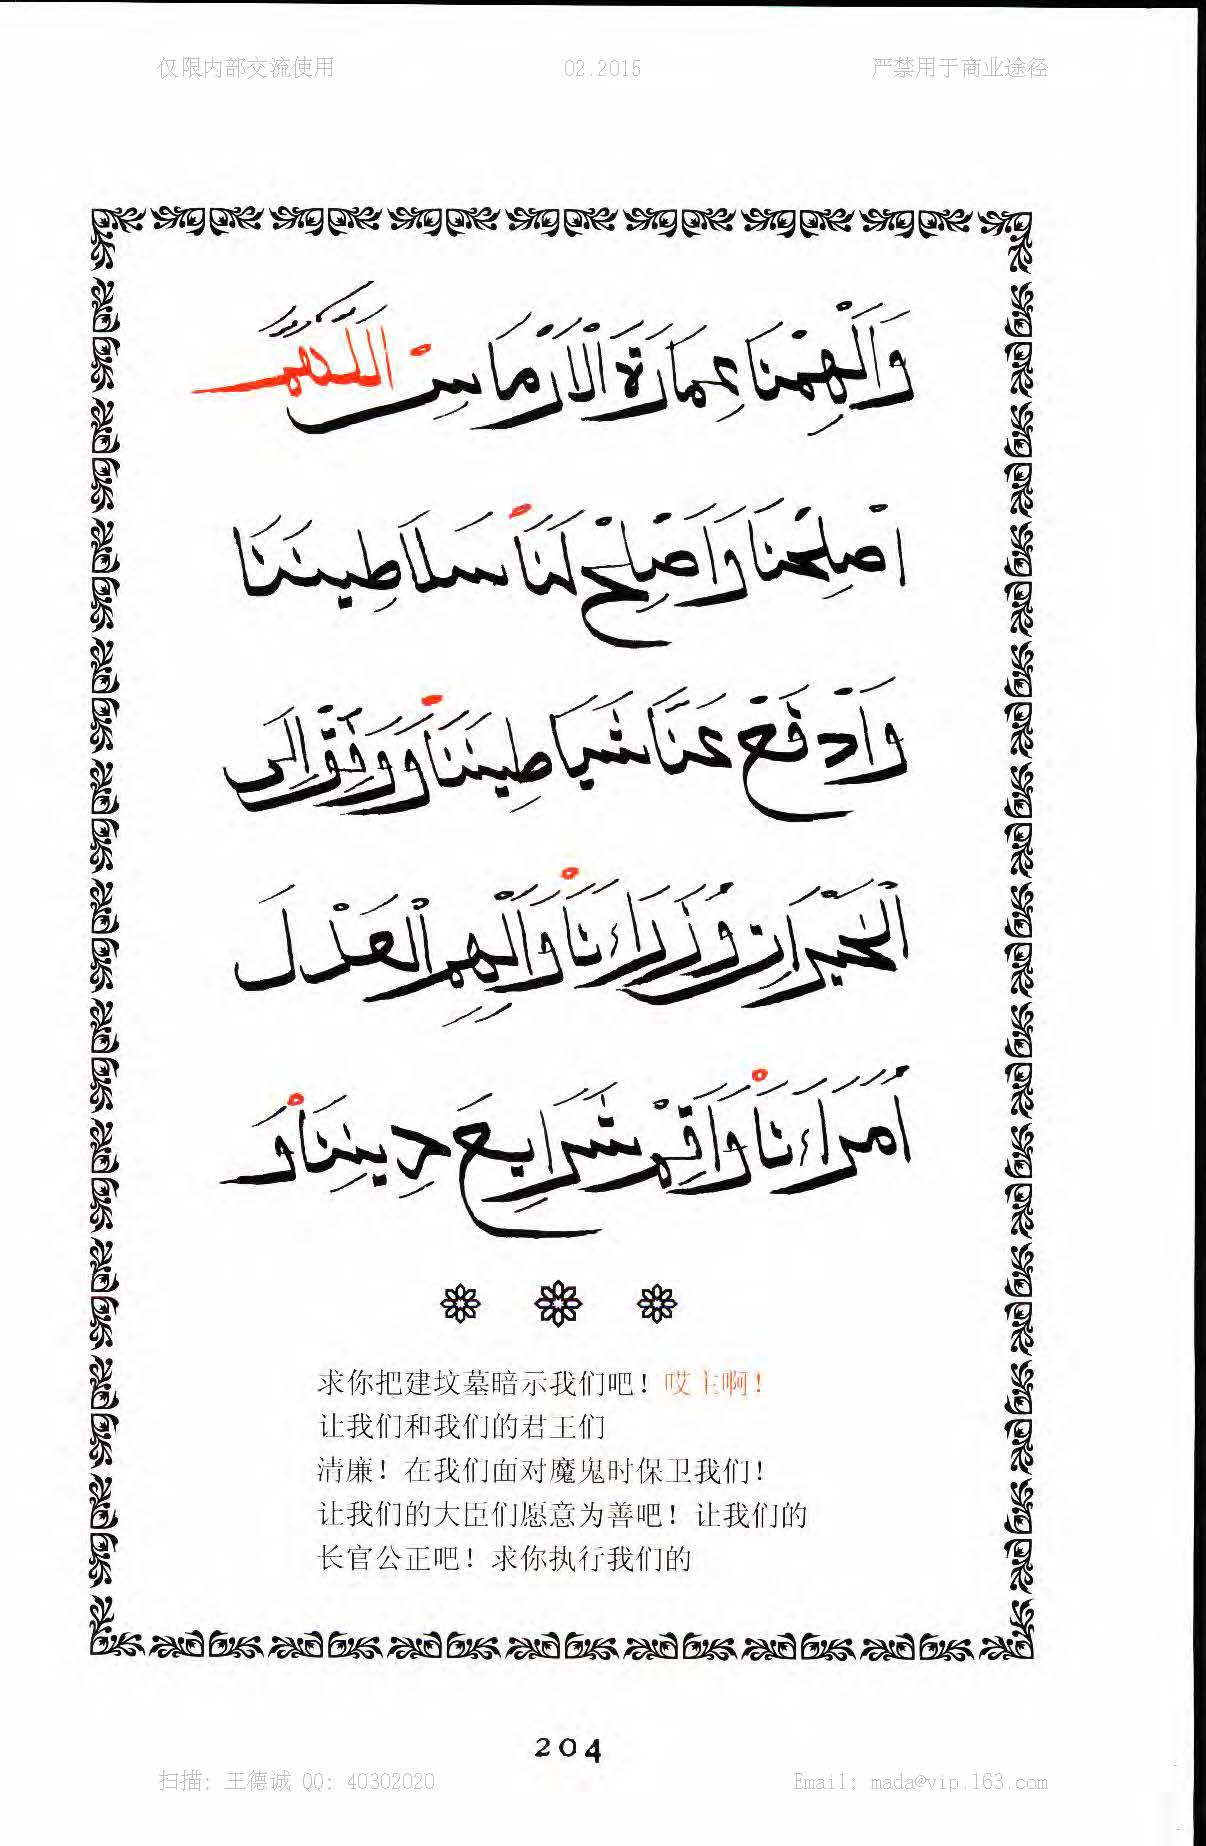 仅限内部交流使用 02.2015 严禁用于商业途径
وَاَلْهِمْنَا عِمَارَةَ الْاَرْمَاسِ اَللّٰهُمَّ
اَصْلِحْنَا وَاَصْلِحْ لَنَا سَلَاطِينَنَا
وَادْفَعْ عَنَّا شَيَاطِينَنَا وَوَفِّقْ اِلَى
الْخَيْرَاتِ وُزَرَاءَنَا وَاَلْهِمِ الْعَدْلَ
اُمَرَاءَنَا وَاَقِمْ شَرَايِعَ دِينِنَا وَ
求你把建坟墓暗示我们吧！哎主啊！
让我们和我们的君王们
清廉！在我们面对魔鬼时保卫我们！
让我们的大臣们愿意为善吧！让我们的
长官公正吧！求你执行我们的
204
扫描: 王德诚 QQ: 40302020 Email: mada@vip.163.com